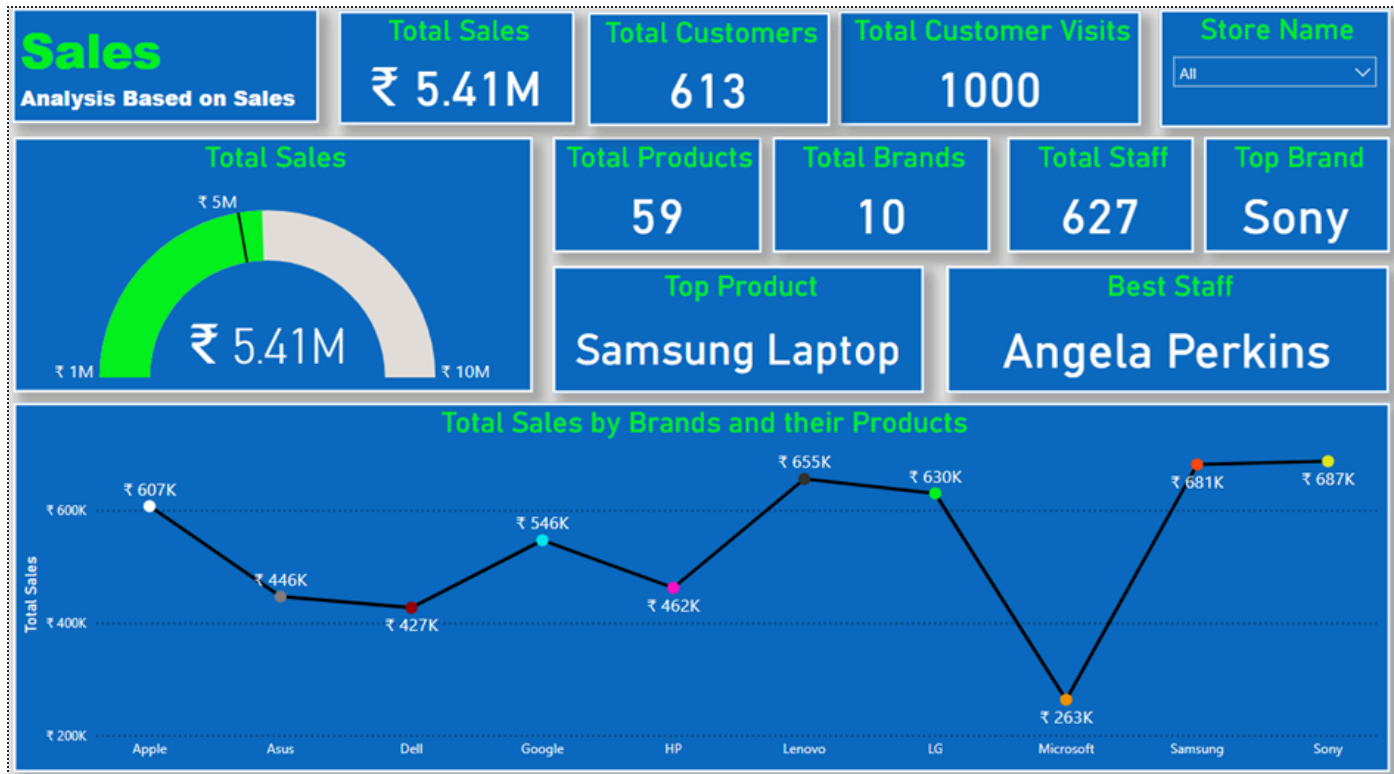 Sales
Analysis Based on Sales
Total Sales
₹ 5.41M
Total Customers
613
Total Customer Visits
1000
Store Name
All
Total Sales
₹ 5M
₹ 5.41M
₹ 1M
₹ 10M
Total Products
59
Total Brands
10
Total Staff
627
Top Brand
Sony
Top Product
Samsung Laptop
Best Staff
Angela Perkins
Total Sales by Brands and their Products
Total Sales
₹ 600K
₹ 400K
₹ 200K
₹ 607K
₹ 446K
₹ 427K
₹ 546K
₹ 462K
₹ 655K
₹ 630K
₹ 263K
₹ 681K
₹ 687K
Apple
Asus
Dell
Google
HP
Lenovo
LG
Microsoft
Samsung
Sony